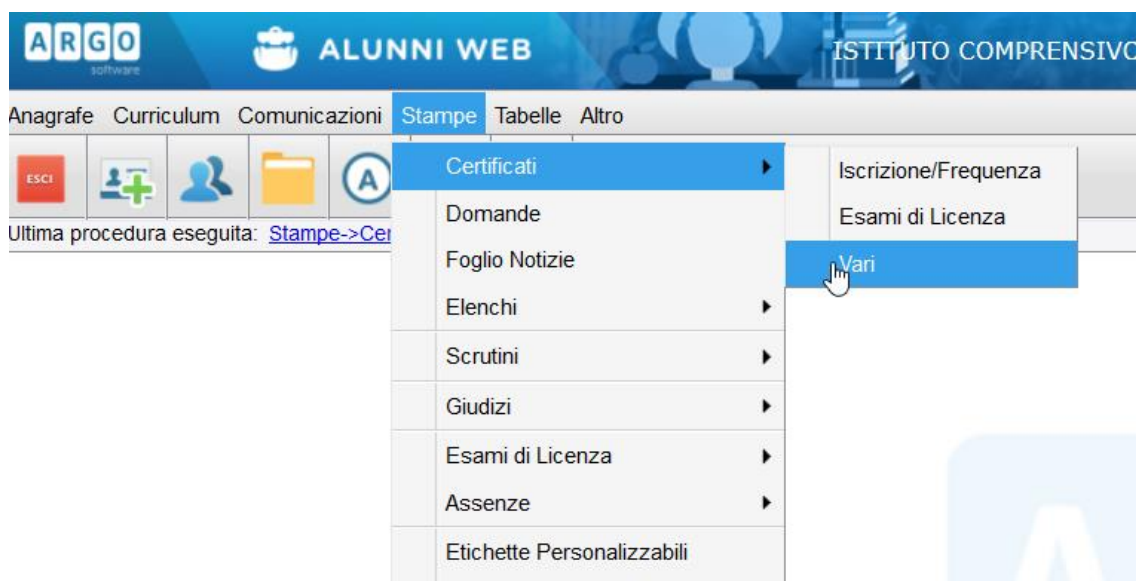 ARGO
software
ALUNNI WEB
ISTITUTO COMPRENSIVO
Anagrafe Curriculum Comunicazioni Stampe Tabelle Altro
ESCI
A
Ultima procedura eseguita: Stampe->Cer
Certificati
Domande
Foglio Notizie
Elenchi
Scrutini
Giudizi
Esami di Licenza
Assenze
Etichette Personalizzabili
Iscrizione/Frequenza
Esami di Licenza
Vari